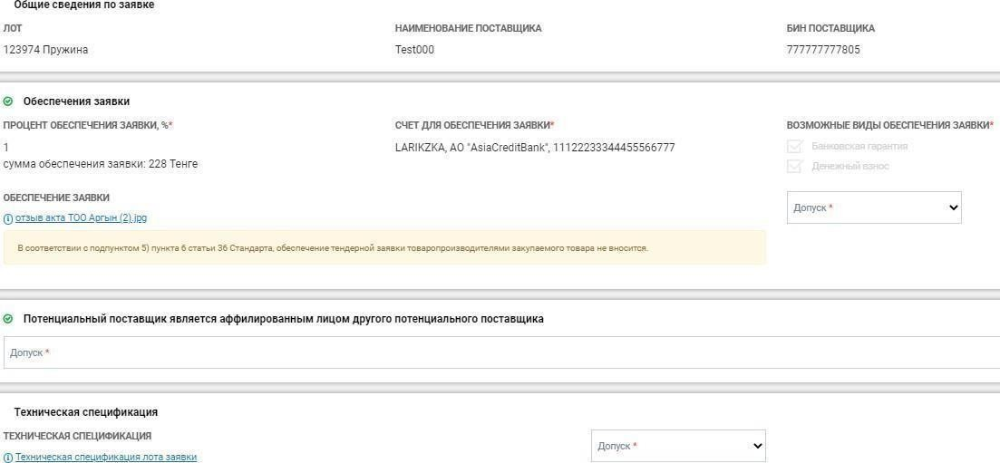 Общие сведения по заявке
ЛОТ
НАИМЕНОВАНИЕ ПОСТАВЩИКА
БИН ПОСТАВЩИКА
123974 Пружина
Test000
777777777805
Обеспечения заявки
ПРОЦЕНТ ОБЕСПЕЧЕНИЯ ЗАЯВКИ, %*
СЧЕТ ДЛЯ ОБЕСПЕЧЕНИЯ ЗАЯВКИ*
ВОЗМОЖНЫЕ ВИДЫ ОБЕСПЕЧЕНИЯ ЗАЯВКИ*
1
LARIKZKA, АО "AsiaCreditBank", 11122233344455566777
Банковская гарантия
сумма обеспечения заявки: 228 Тенге
Денежный взнос
ОБЕСПЕЧЕНИЕ ЗАЯВКИ
Допуск *
отзыв акта ТОО Аргын (2).jpg
В соответствии с подпунктом 5) пункта 6 статьи 36 Стандарта, обеспечение тендерной заявки товаропроизводителями закупаемого товара не вносится.
Потенциальный поставщик является аффилированным лицом другого потенциального поставщика
Допуск *
Техническая спецификация
ТЕХНИЧЕСКАЯ СПЕЦИФИКАЦИЯ
Допуск *
Техническая спецификация лота заявки